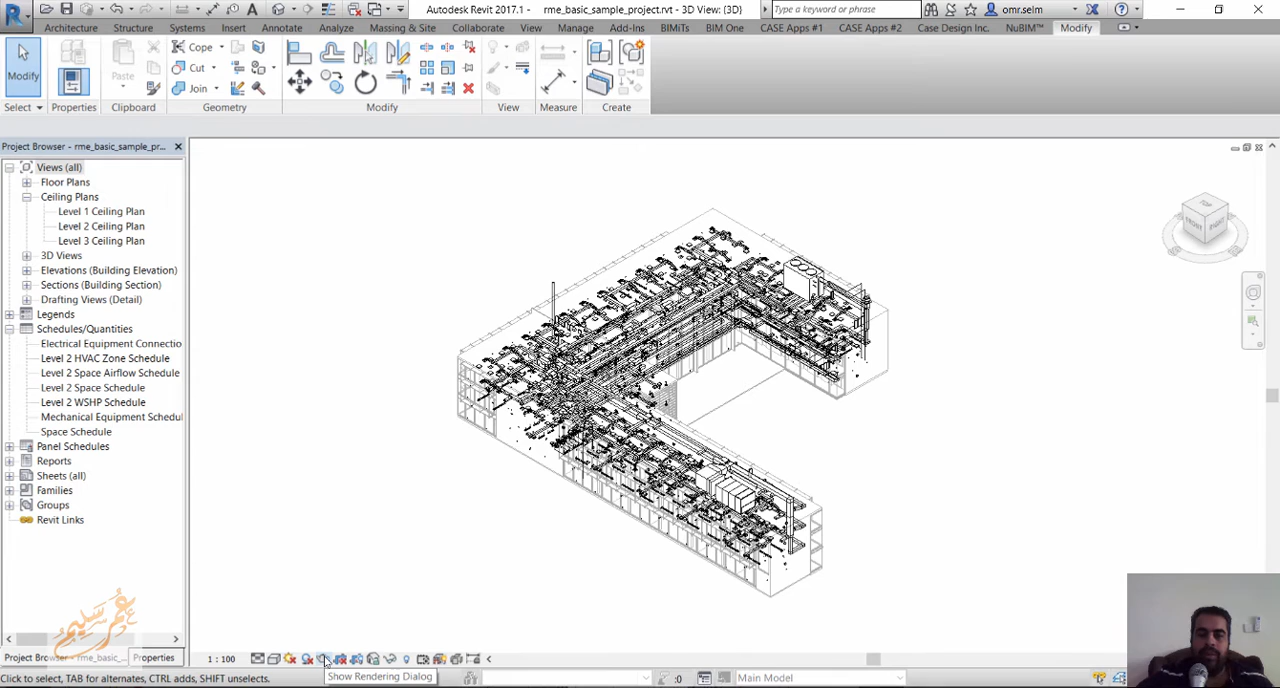 Autodesk Revit 2017.1 - rme_basic_sample_project.rvt - 3D View: {3D}
Type a keyword or phrase
omr.selm
Architecture Structure Systems Insert Annotate Analyze Massing & Site Collaborate View Manage Add-Ins BIMiTs BIM One CASE Apps #1 CASE Apps #2 Case Design Inc. NuBIM™ Modify
Modify
Paste
Cope
Cut
Join
Select Properties Clipboard Geometry Modify View Measure Create
Project Browser - rme_basic_sample_pr...
Views (all)
Floor Plans
Ceiling Plans
Level 1 Ceiling Plan
Level 2 Ceiling Plan
Level 3 Ceiling Plan
3D Views
Elevations (Building Elevation)
Sections (Building Section)
Drafting Views (Detail)
Legends
Schedules/Quantities
Electrical Equipment Connectio
Level 2 HVAC Zone Schedule
Level 2 Space Airflow Schedule
Level 2 Space Schedule
Level 2 WSHP Schedule
Mechanical Equipment Schedul
Space Schedule
Panel Schedules
Reports
Sheets (all)
Families
Groups
Revit Links
TOP
FRONT RIGHT
عمر سليم
Project Browser - rme_basic_... Properties
1 : 100
Click to select, TAB for alternates, CTRL adds, SHIFT unselects.
Show Rendering Dialog
:0
Main Model